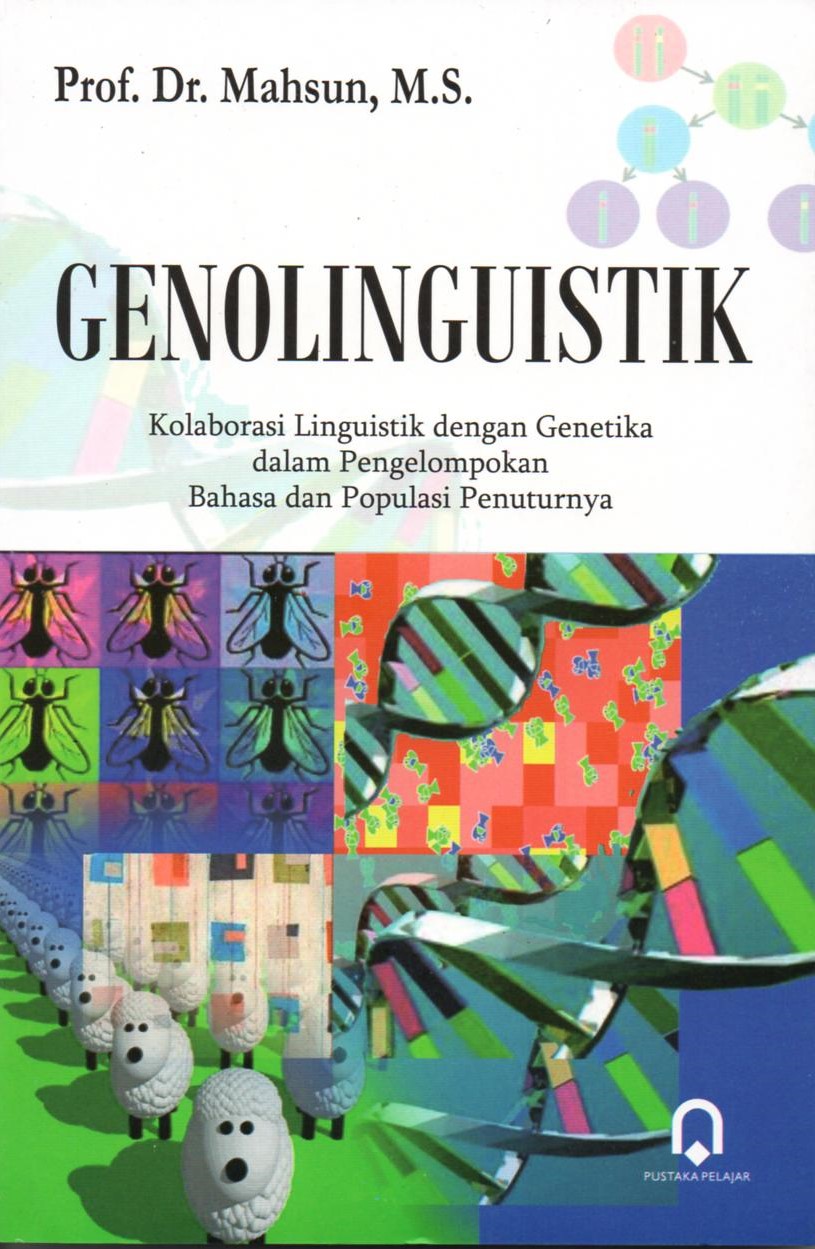 Prof. Dr. Mahsun, M.S.
GENOLINGUISTIK
Kolaborasi Linguistik dengan Genetika
dalam Pengelompokan
Bahasa dan Populasi Penuturnya
PUSTAKA PELAJAR